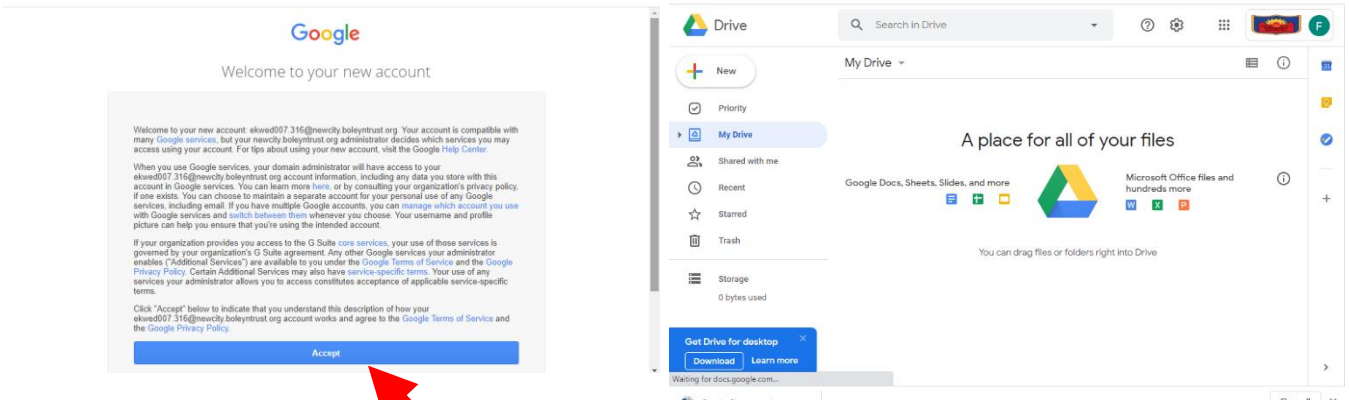 Google
Welcome to your new account
Welcome to your new account: ekwed007.316@newcity.boleyntrust.org. Your account is compatible with
many Google services, but your newcity.boleyntrust.org administrator decides which services you may
access using your account. For tips about using your new account, visit the Google Help Center.
When you use Google services, your domain administrator will have access to your
ekwed007.316@newcity.boleyntrust.org account information, including any data you store with this
account in Google services. You can learn more here, or by consulting your organization's privacy policy,
if one exists. You can choose to maintain a separate account for your personal use of any Google
services, including email. If you have multiple Google accounts, you can manage which account you use
with Google services and switch between them whenever you choose. Your username and profile
picture can help you ensure that you're using the intended account.
If your organization provides you access to the G Suite core services, your use of those services is
governed by your organization's G Suite agreement. Any other Google services your administrator
enables ("Additional Services") are available to you under the Google Terms of Service and the Google
Privacy Policy. Certain Additional Services may also have service-specific terms. Your use of any
services your administrator allows you to access constitutes acceptance of applicable service-specific
terms.
Click "Accept" below to indicate that you understand this description of how your
ekwed007.316@newcity.boleyntrust.org account works and agree to the Google Terms of Service and
the Google Privacy Policy.
Accept
Drive
Search in Drive
F
New
My Drive
Priority
My Drive
Shared with me
Recent
Starred
Trash
Storage
0 bytes used
A place for all of your files
Google Docs, Sheets, Slides, and more
Microsoft Office files and
hundreds more
W X P
You can drag files or folders right into Drive
Get Drive for desktop
Download Learn more
Waiting for docs.google.com...